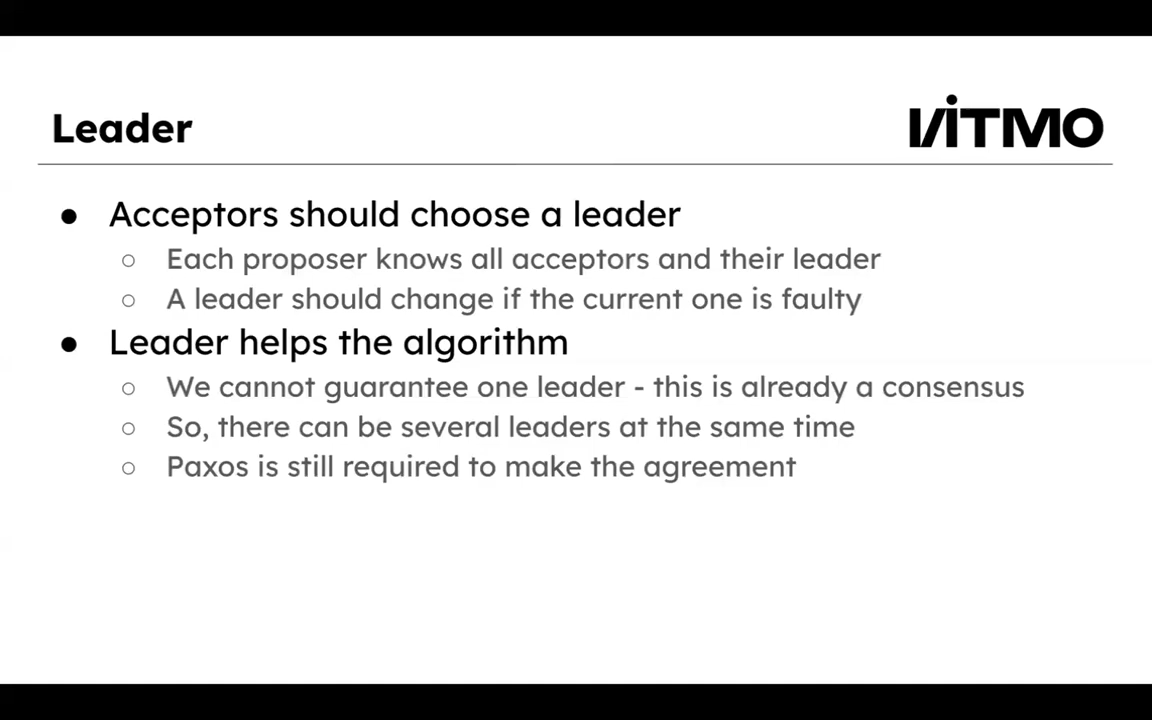 Leader
ITMO
● Acceptors should choose a leader
○ Each proposer knows all acceptors and their leader
○ A leader should change if the current one is faulty
● Leader helps the algorithm
○ We cannot guarantee one leader - this is already a consensus
○ So, there can be several leaders at the same time
○ Paxos is still required to make the agreement